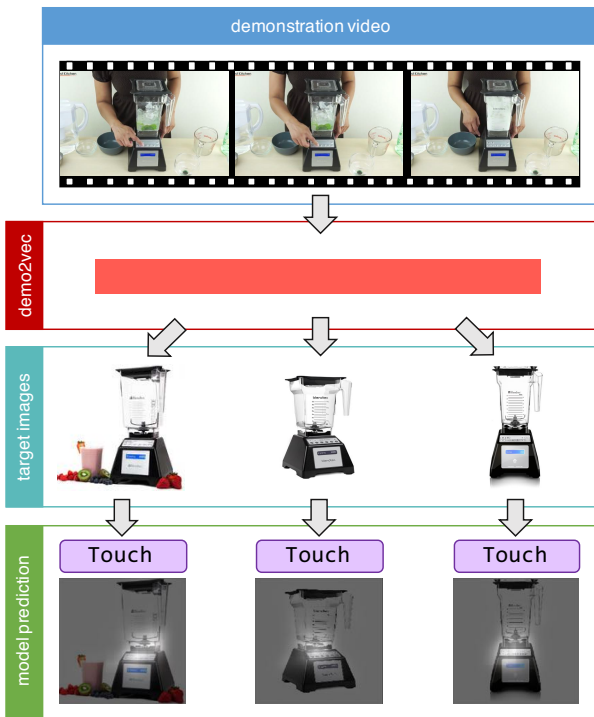 demonstration video
demo2vec
target images
Touch
Touch
Touch
model prediction